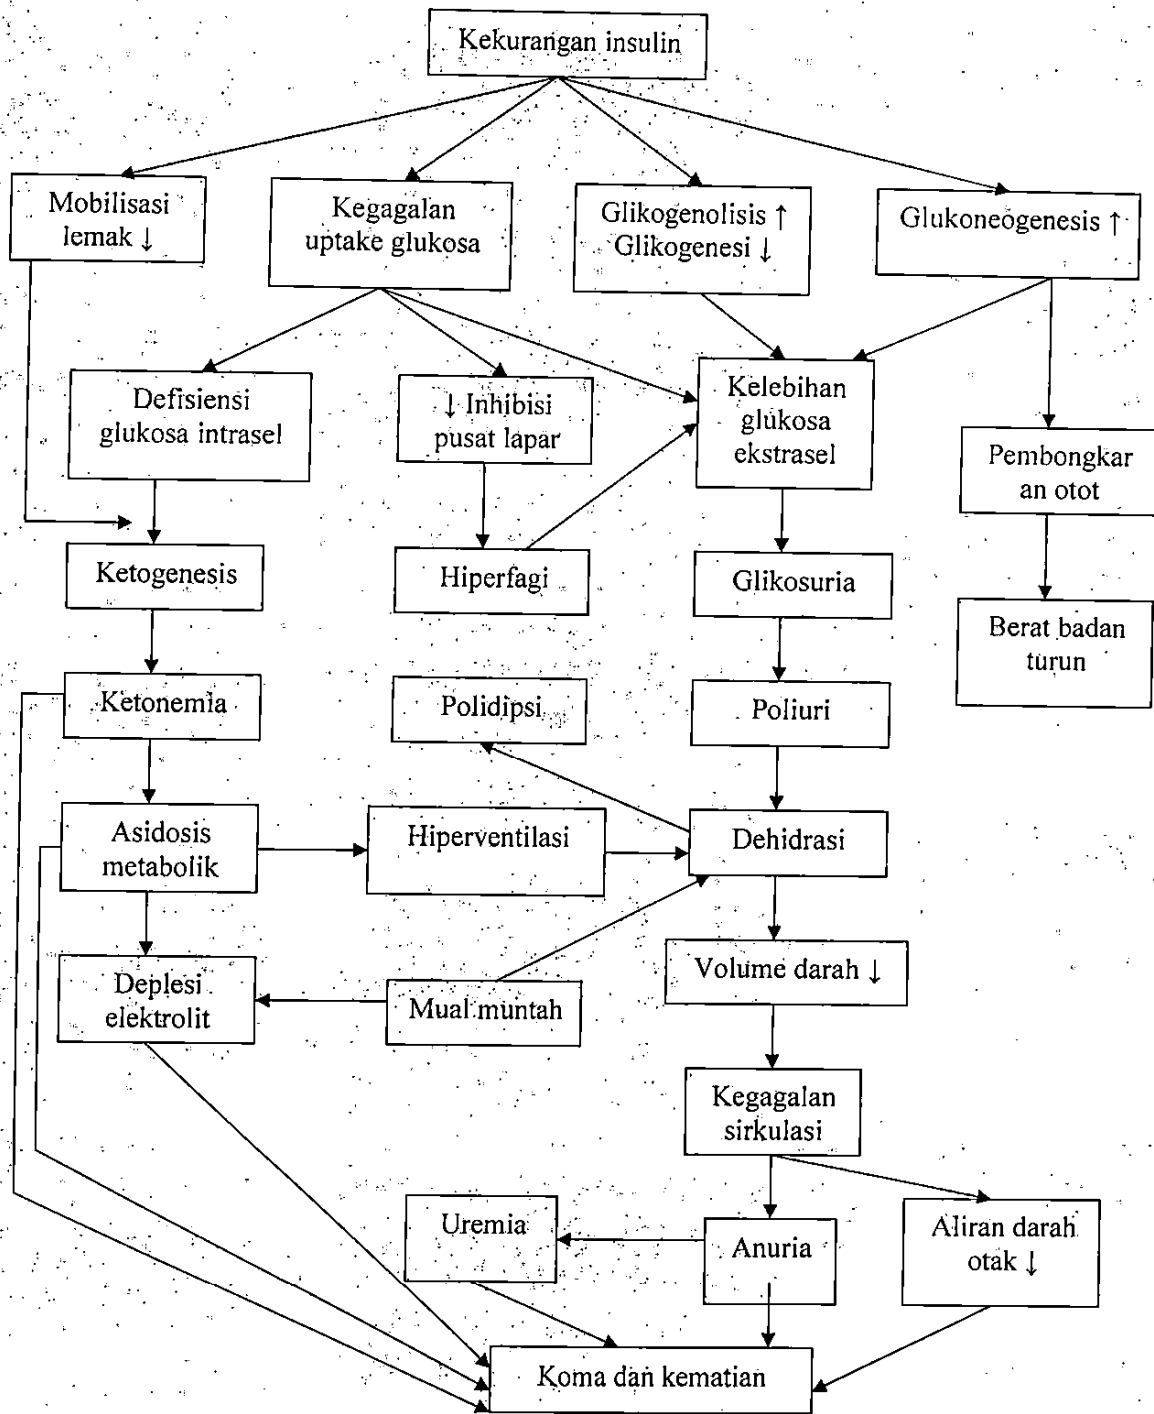 Kekurangan insulin
Mobilisasi
lemak ↓
Kegagalan
uptake glukosa
Glikogenolisis ↑
Glikogenesi ↓
Glukoneogenesis ↑
Defisiensi
glukosa intrasel
↓ Inhibisi
pusat lapar
Kelebihan
glukosa
ekstrasel
Pembongkar
an otot
Ketogenesis
Hiperfagi
Glikosuria
Berat badan
turun
Ketonemia
Polidipsi
Poliuri
Asidosis
metabolik
Hiperventilasi
Dehidrasi
Deplesi
elektrolit
Mual muntah
Volume darah ↓
Kegagalan
sirkulasi
Uremia
Anuria
Aliran darah
otak ↓
Koma dan kematian